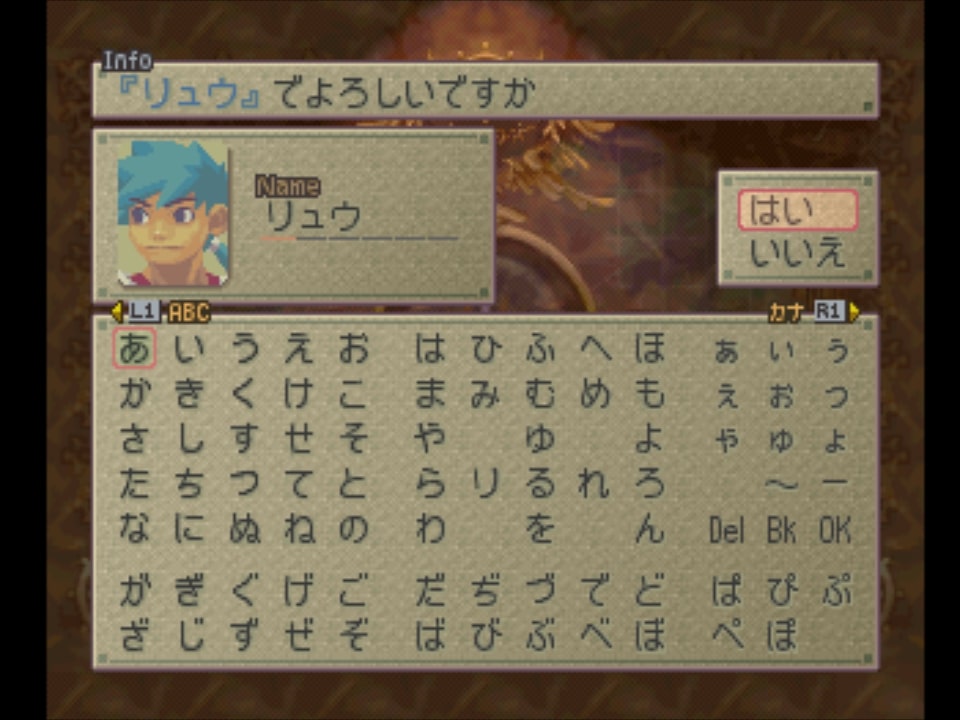 Info
『リュウ』でよろしいですか
Name
リュウ
はい
いいえ
L1 ABC カナ R1
あ い う え お は ひ ふ へ ほ ぁ ぃ ぅ
か き く け こ ま み む め も ぇ ぉ っ
さ し す せ そ や ゆ よ ゃ ゅ ょ
た ち つ て と ら り る れ ろ ～ ー
な に ぬ ね の わ を ん Del Bk OK
が ぎ ぐ げ ご だ ぢ づ で ど ぱ ぴ ぷ
ざ じ ず ぜ ぞ ば び ぶ べ ぼ ぺ ぽ